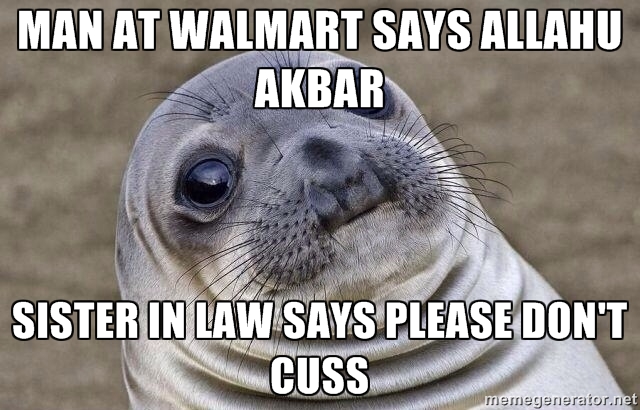 MAN AT WALMART SAYS ALLAHU
AKBAR
SISTER IN LAW SAYS PLEASE DON'T
CUSS
memegenerator.net